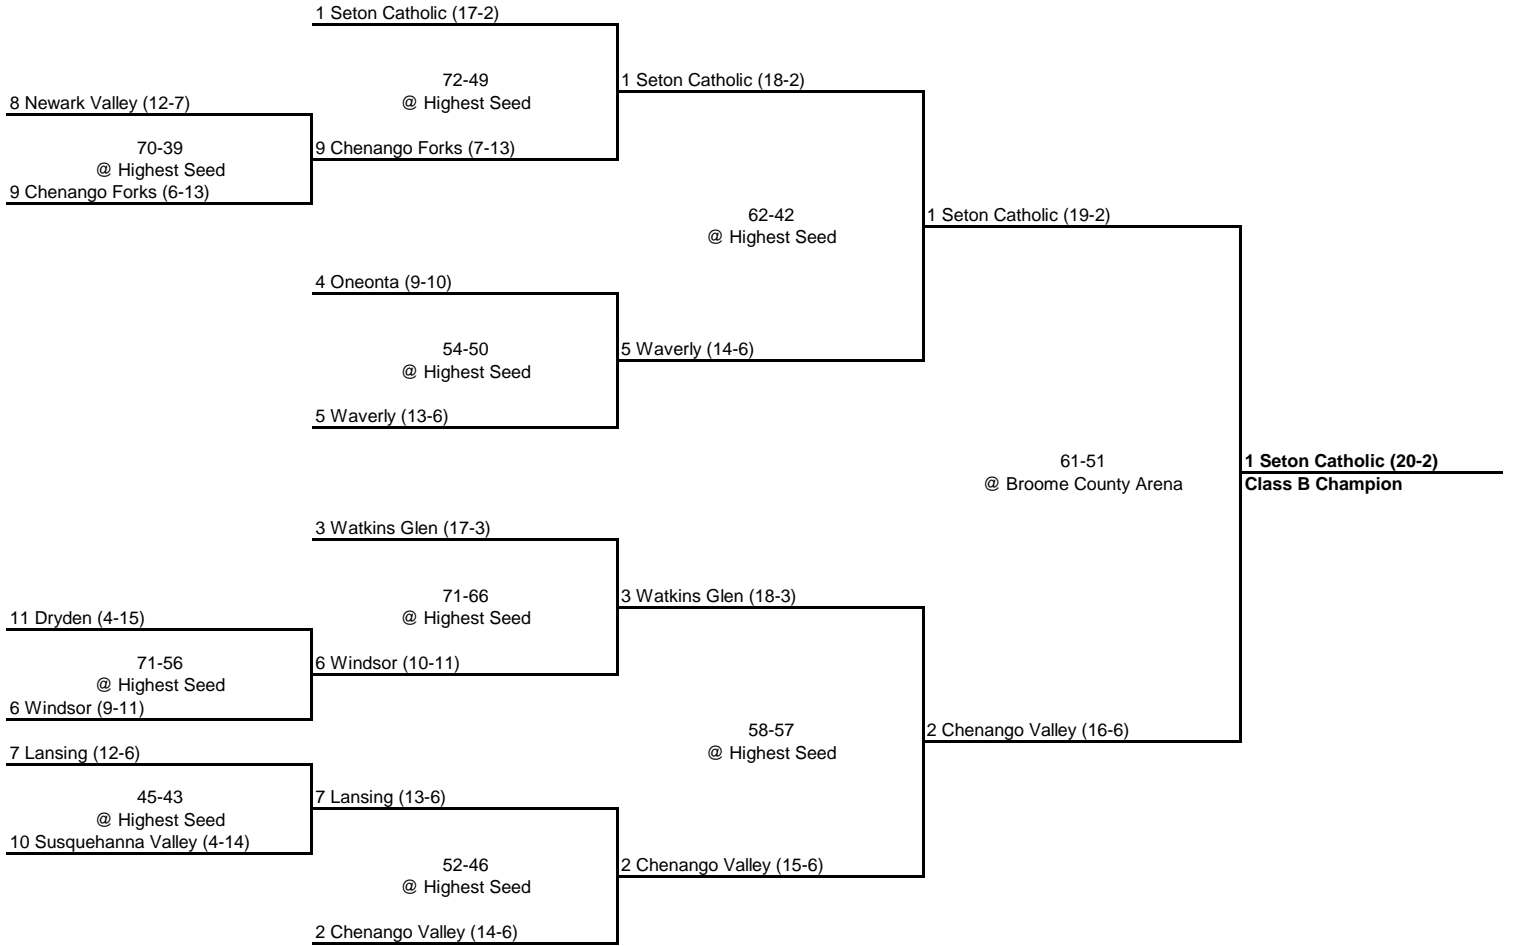 1 Seton Catholic (17-2)
72-49
@ Highest Seed
1 Seton Catholic (18-2)
8 Newark Valley (12-7)
70-39
@ Highest Seed
9 Chenango Forks (7-13)
9 Chenango Forks (6-13)
62-42
@ Highest Seed
1 Seton Catholic (19-2)
4 Oneonta (9-10)
54-50
@ Highest Seed
5 Waverly (14-6)
5 Waverly (13-6)
61-51
@ Broome County Arena
1 Seton Catholic (20-2)
Class B Champion
3 Watkins Glen (17-3)
71-66
@ Highest Seed
3 Watkins Glen (18-3)
11 Dryden (4-15)
71-56
@ Highest Seed
6 Windsor (10-11)
6 Windsor (9-11)
58-57
@ Highest Seed
2 Chenango Valley (16-6)
7 Lansing (12-6)
45-43
@ Highest Seed
7 Lansing (13-6)
10 Susquehanna Valley (4-14)
52-46
@ Highest Seed
2 Chenango Valley (15-6)
2 Chenango Valley (14-6)